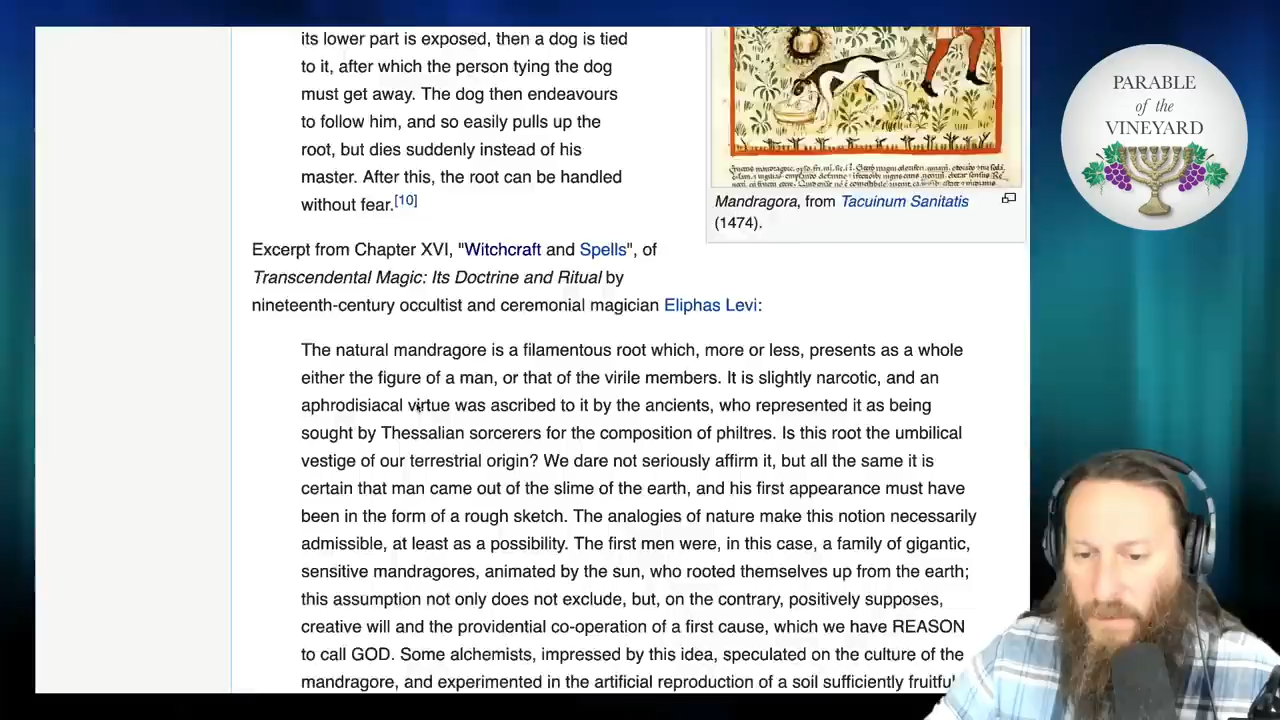 its lower part is exposed, then a dog is tied
to it, after which the person tying the dog
must get away. The dog then endeavours
to follow him, and so easily pulls up the
root, but dies suddenly instead of his
master. After this, the root can be handled
without fear.[10]
Mandragora, from Tacuinum Sanitatis
(1474).
Excerpt from Chapter XVI, "Witchcraft and Spells", of
Transcendental Magic: Its Doctrine and Ritual by
nineteenth-century occultist and ceremonial magician Eliphas Levi:
The natural mandragore is a filamentous root which, more or less, presents as a whole
either the figure of a man, or that of the virile members. It is slightly narcotic, and an
aphrodisiacal virtue was ascribed to it by the ancients, who represented it as being
sought by Thessalian sorcerers for the composition of philtres. Is this root the umbilical
vestige of our terrestrial origin? We dare not seriously affirm it, but all the same it is
certain that man came out of the slime of the earth, and his first appearance must have
been in the form of a rough sketch. The analogies of nature make this notion necessarily
admissible, at least as a possibility. The first men were, in this case, a family of gigantic,
sensitive mandragores, animated by the sun, who rooted themselves up from the earth;
this assumption not only does not exclude, but, on the contrary, positively supposes,
creative will and the providential co-operation of a first cause, which we have REASON
to call GOD. Some alchemists, impressed by this idea, speculated on the culture of the
mandragore, and experimented in the artificial reproduction of a soil sufficiently fruitful
PARABLE
of the
VINEYARD